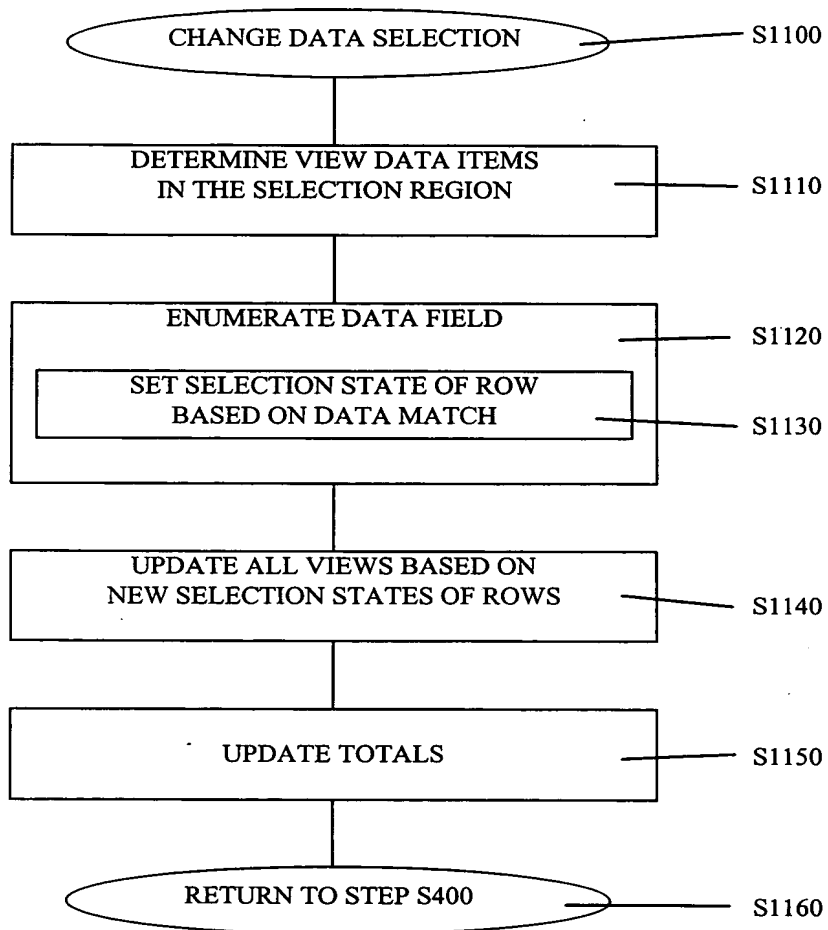 CHANGE DATA SELECTION
S1100
DETERMINE VIEW DATA ITEMS
IN THE SELECTION REGION
S1110
ENUMERATE DATA FIELD
S1120
SET SELECTION STATE OF ROW
BASED ON DATA MATCH
S1130
UPDATE ALL VIEWS BASED ON
NEW SELECTION STATES OF ROWS
S1140
UPDATE TOTALS
S1150
RETURN TO STEP S400
S1160